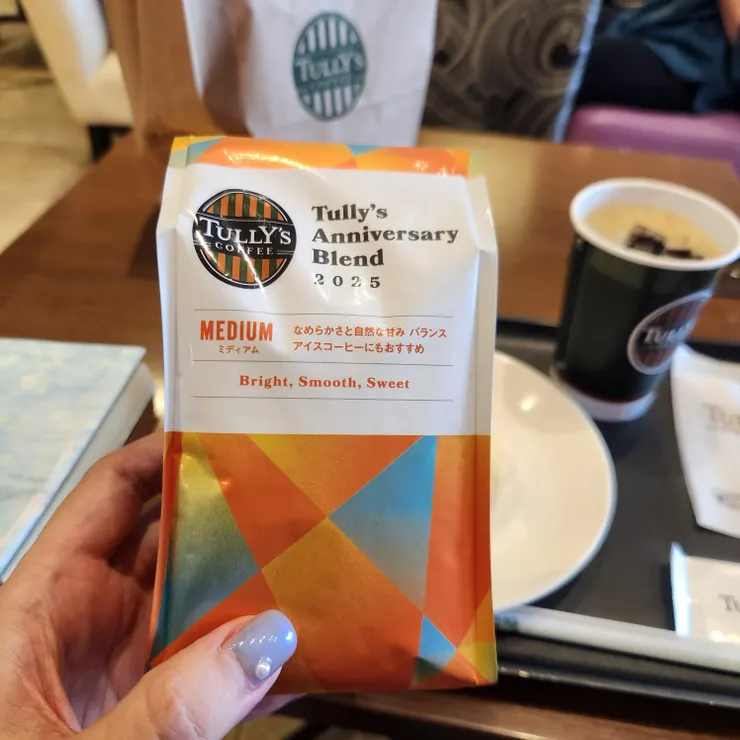 TULLY'S
TULLY'S
COFFEE
Tully's
Anniversary
Blend
2025
MEDIUM
ミディアム
なめらかさと自然な甘み バランス
アイスコーヒーにもおすすめ
Bright, Smooth, Sweet